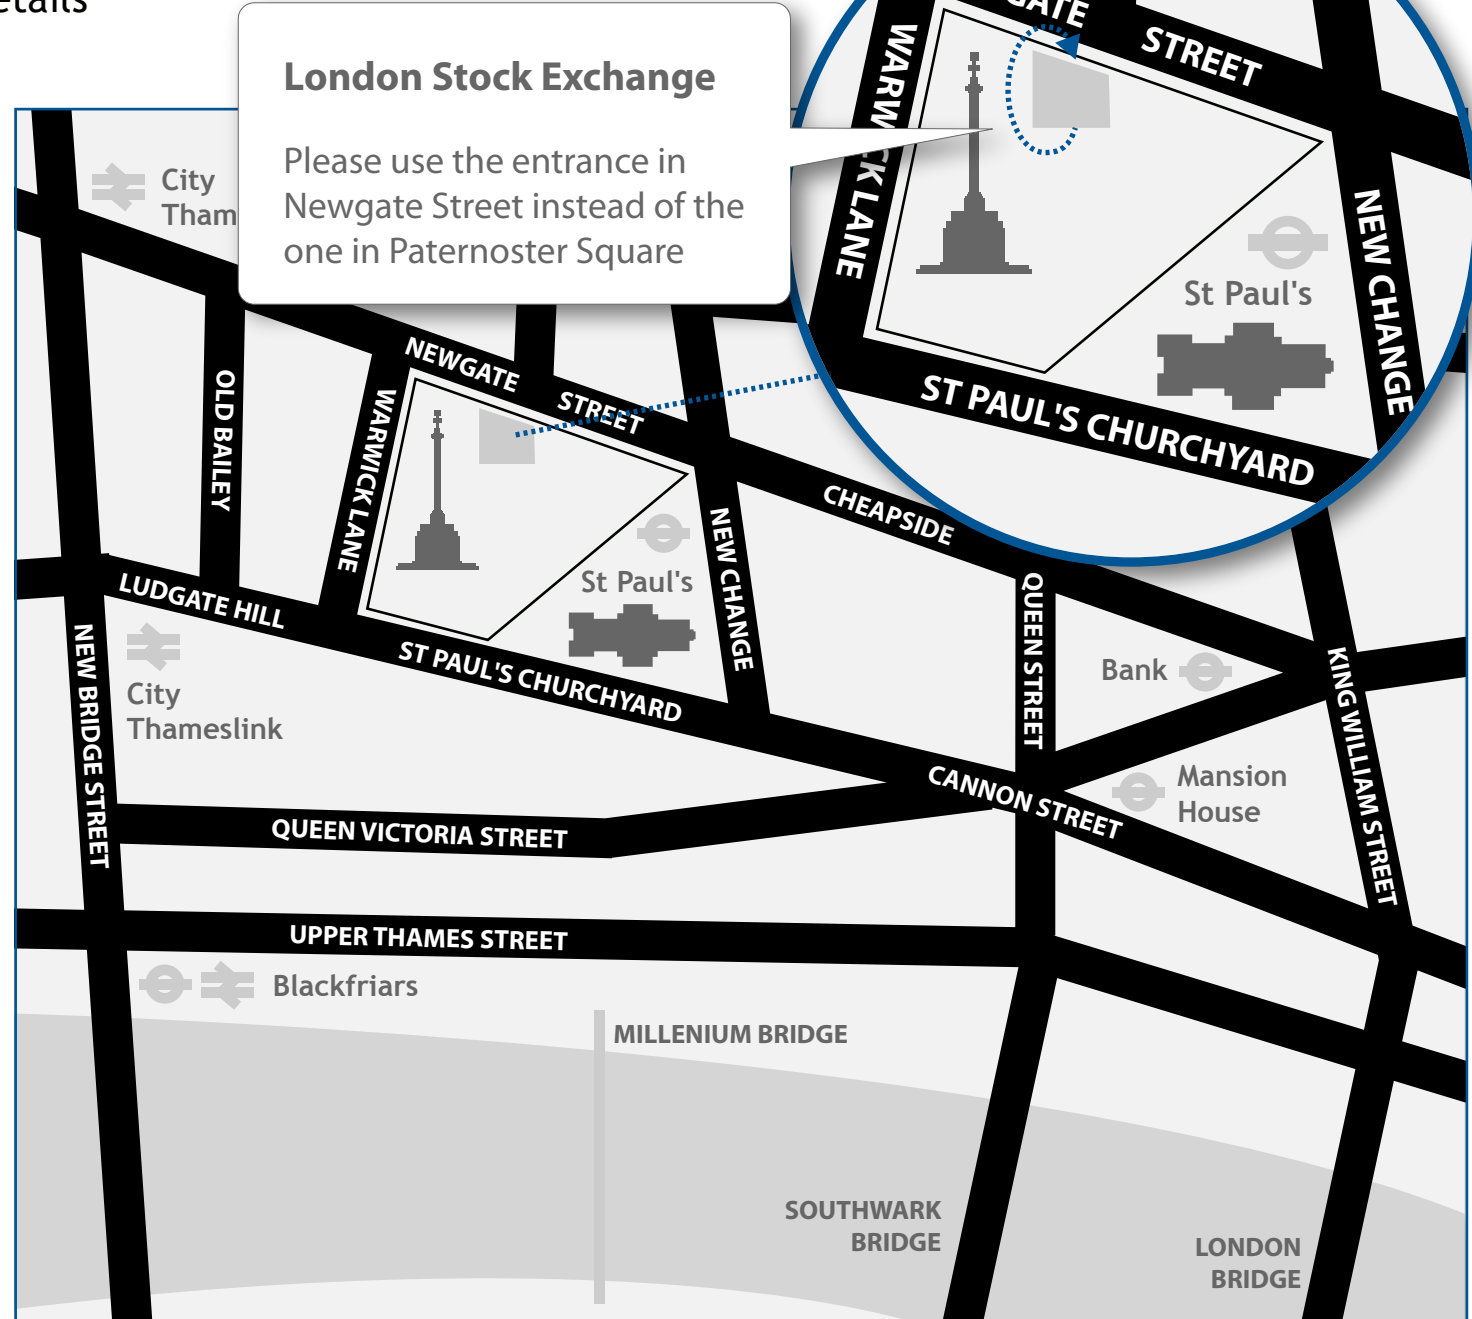 London Stock Exchange
Please use the entrance in
Newgate Street instead of the
one in Paternoster Square
City
STREET
WARWICK LANE
NEW CHANGE
St Paul's
ST PAUL'S CHURCHYARD
NEWGATE STREET
OLD BAILEY
WARWICK LANE
CHEAPSIDE
NEW CHANGE
St Paul's
LUDGATE HILL
ST PAUL'S CHURCHYARD
QUEEN STREET
Bank
KING WILLIAM STREET
NEW BRIDGE STREET
City
Thameslink
CANNON STREET
Mansion
House
QUEEN VICTORIA STREET
UPPER THAMES STREET
Blackfriars
MILLENIUM BRIDGE
SOUTHWARK
BRIDGE
LONDON
BRIDGE